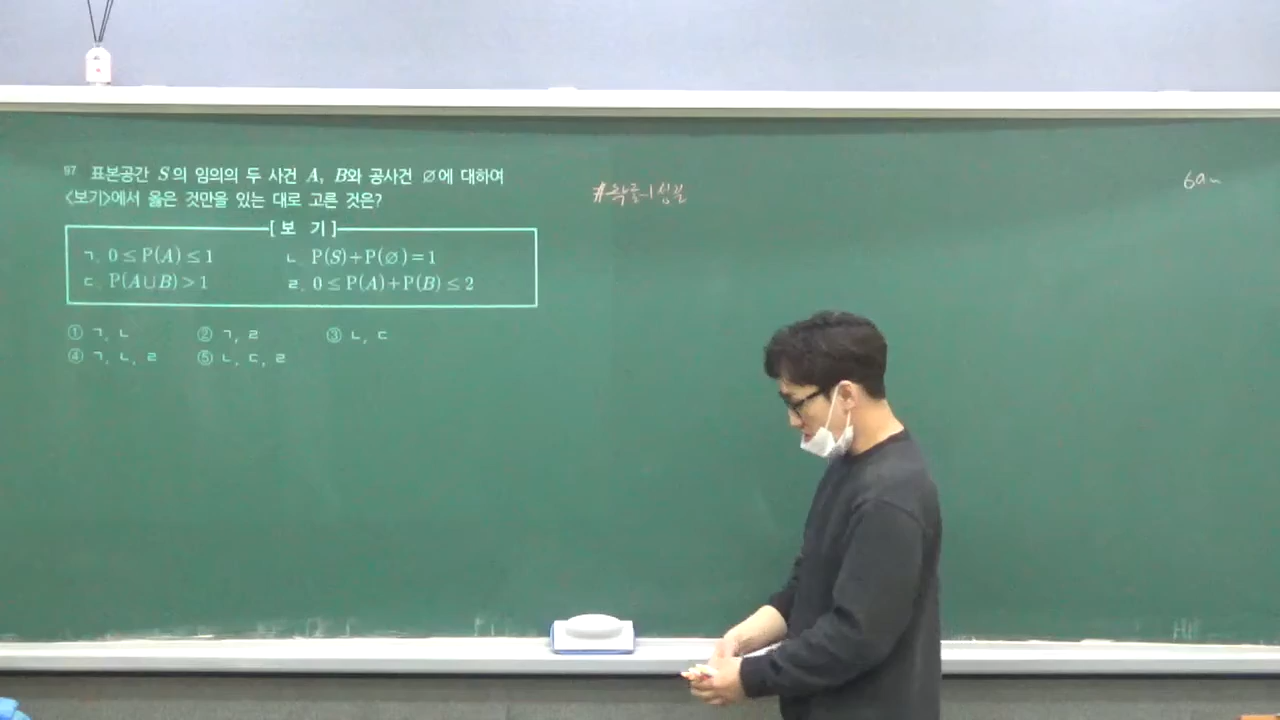 97 표본공간 S의 임의의 두 사건 A, B와 공사건 ∅에 대하여
<보기>에서 옳은 것만을 있는 대로 고른 것은?
[ 보 기 ]
ㄱ. 0 ≤ P(A) ≤ 1 ㄴ. P(S)+P(∅)=1
ㄷ. P(A∪B) > 1 ㄹ. 0 ≤ P(A)+P(B) ≤ 2
① ㄱ, ㄴ ② ㄱ, ㄹ ③ ㄴ, ㄷ
④ ㄱ, ㄴ, ㄹ ⑤ ㄴ, ㄷ, ㄹ
#확률의 성질